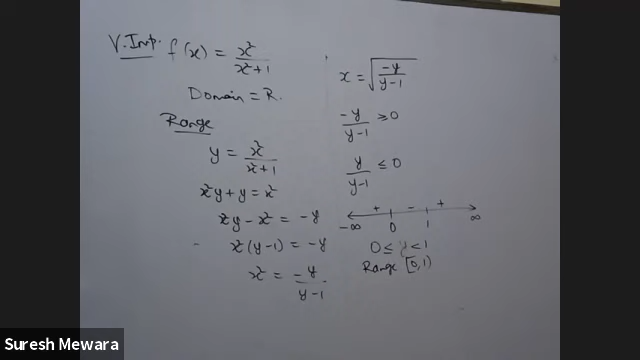 V. Imp. f(x) = x²/(x²+1)
Domain = R.
Range
y = x²/(x²+1)
x²y + y = x²
x²y - x² = -y
x²(y-1) = -y
x² = -y/(y-1)
x = √(-y/(y-1))
-y/(y-1) ≥ 0
y/(y-1) ≤ 0
+ - +
-∞ 0 1 ∞
0 ≤ y < 1
Range [0,1)
Suresh Mewara